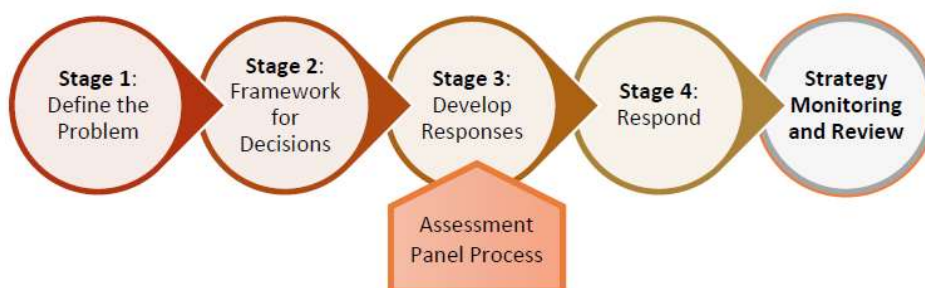 Stage 1:
Define the
Problem
Stage 2:
Framework
for
Decisions
Stage 3:
Develop
Responses
Stage 4:
Respond
Strategy
Monitoring
and Review
Assessment
Panel Process